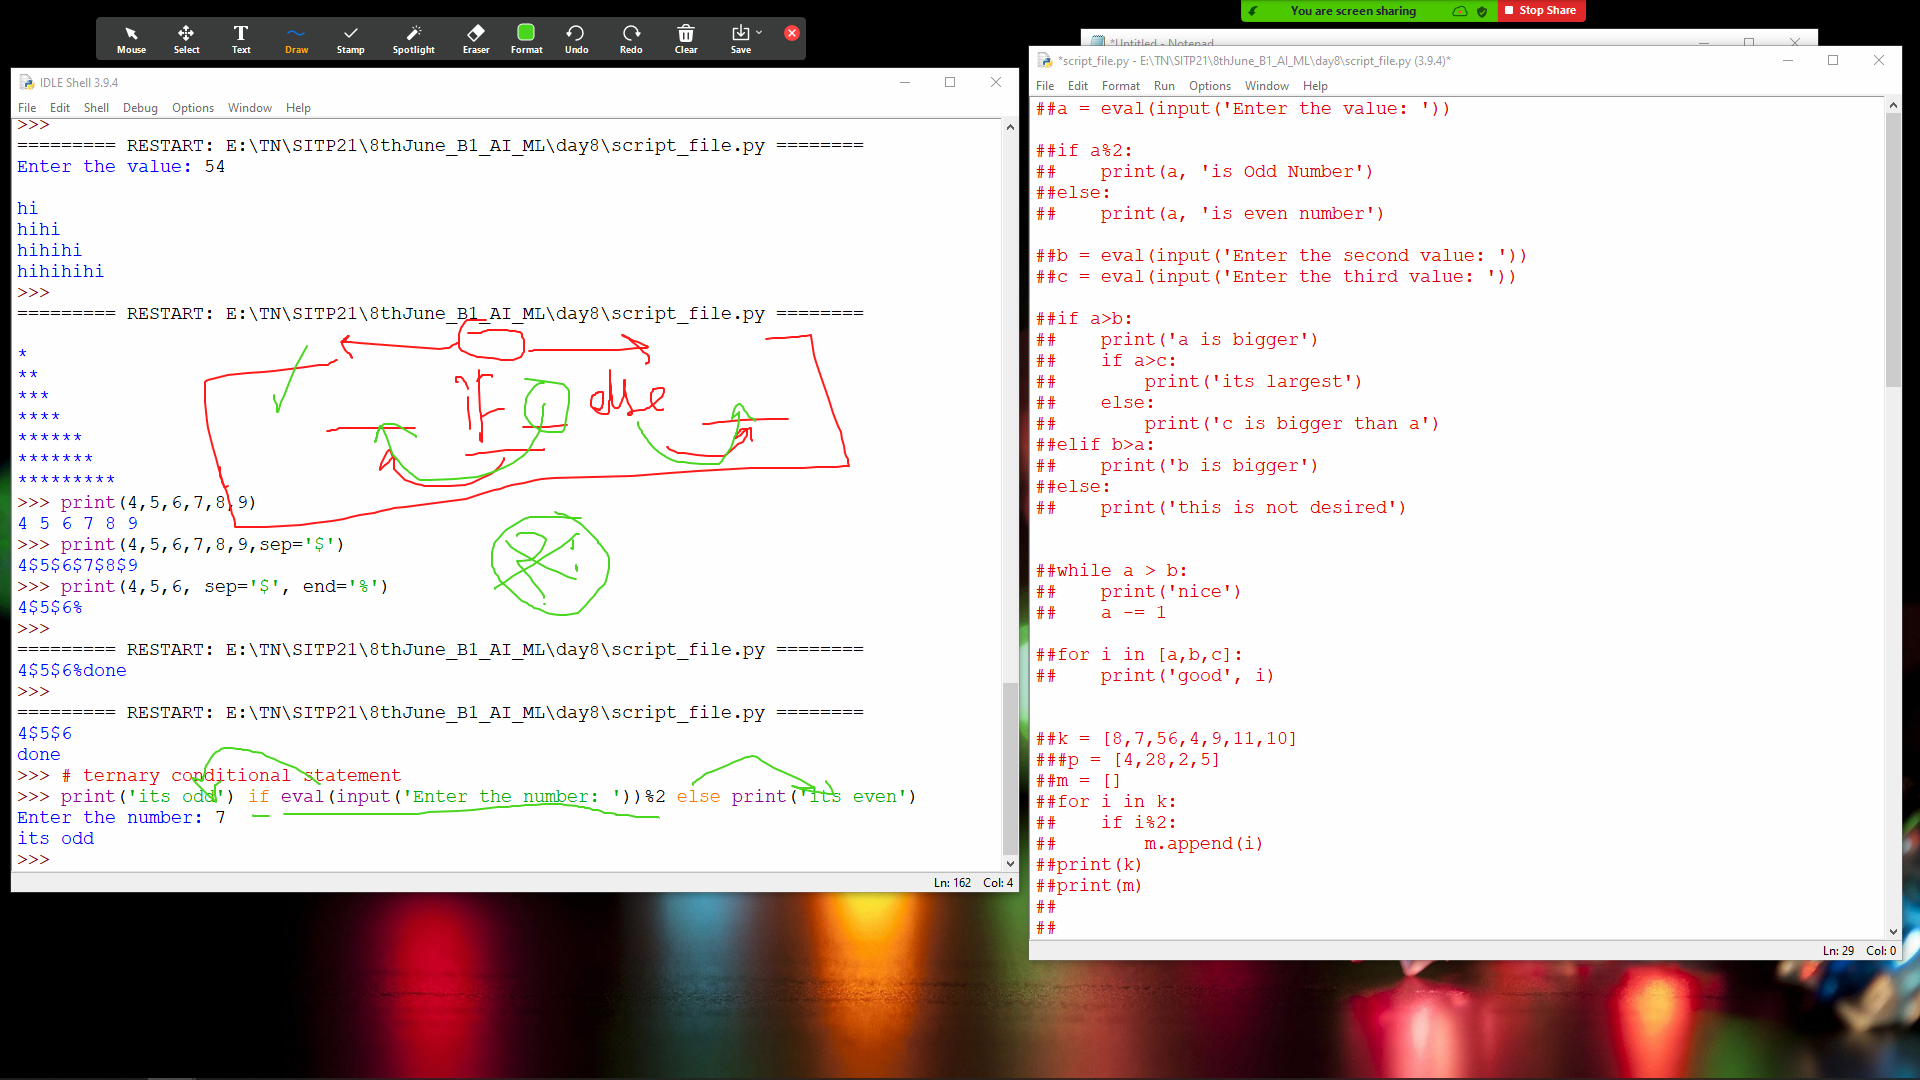 You are screen sharing
Stop Share
Mouse Select Text Draw Stamp Spotlight Eraser Format Undo Redo Clear Save
IDLE Shell 3.9.4
File Edit Shell Debug Options Window Help
>>>
========= RESTART: E:\TN\SITP21\8thJune_B1_AI_ML\day8\script_file.py ========
Enter the value: 54
hi
hihi
hihihi
hihihihi
>>>
========= RESTART: E:\TN\SITP21\8thJune_B1_AI_ML\day8\script_file.py ========
*
**
***
****
******
*******
*********
if else
>>> print(4,5,6,7,8,9)
4 5 6 7 8 9
>>> print(4,5,6,7,8,9,sep='$')
4$5$6$7$8$9
>>> print(4,5,6, sep='$', end='%')
4$5$6%
>>>
========= RESTART: E:\TN\SITP21\8thJune_B1_AI_ML\day8\script_file.py ========
4$5$6%done
>>>
========= RESTART: E:\TN\SITP21\8thJune_B1_AI_ML\day8\script_file.py ========
4$5$6
done
>>> # ternary conditional statement
>>> print('its odd') if eval(input('Enter the number: '))%2 else print('its even')
Enter the number: 7
its odd
>>>
Ln: 162 Col: 4
*Untitled - Notepad
*script_file.py - E:\TN\SITP21\8thJune_B1_AI_ML\day8\script_file.py (3.9.4)*
File Edit Format Run Options Window Help
##a = eval(input('Enter the value: '))
##if a%2:
##    print(a, 'is Odd Number')
##else:
##    print(a, 'is even number')
##b = eval(input('Enter the second value: '))
##c = eval(input('Enter the third value: '))
##if a>b:
##    print('a is bigger')
##    if a>c:
##        print('its largest')
##    else:
##        print('c is bigger than a')
##elif b>a:
##    print('b is bigger')
##else:
##    print('this is not desired')
##while a > b:
##    print('nice')
##    a -= 1
##for i in [a,b,c]:
##    print('good', i)
##k = [8,7,56,4,9,11,10]
###p = [4,28,2,5]
##m = []
##for i in k:
##    if i%2:
##        m.append(i)
##print(k)
##print(m)
##
##
Ln: 29 Col: 0